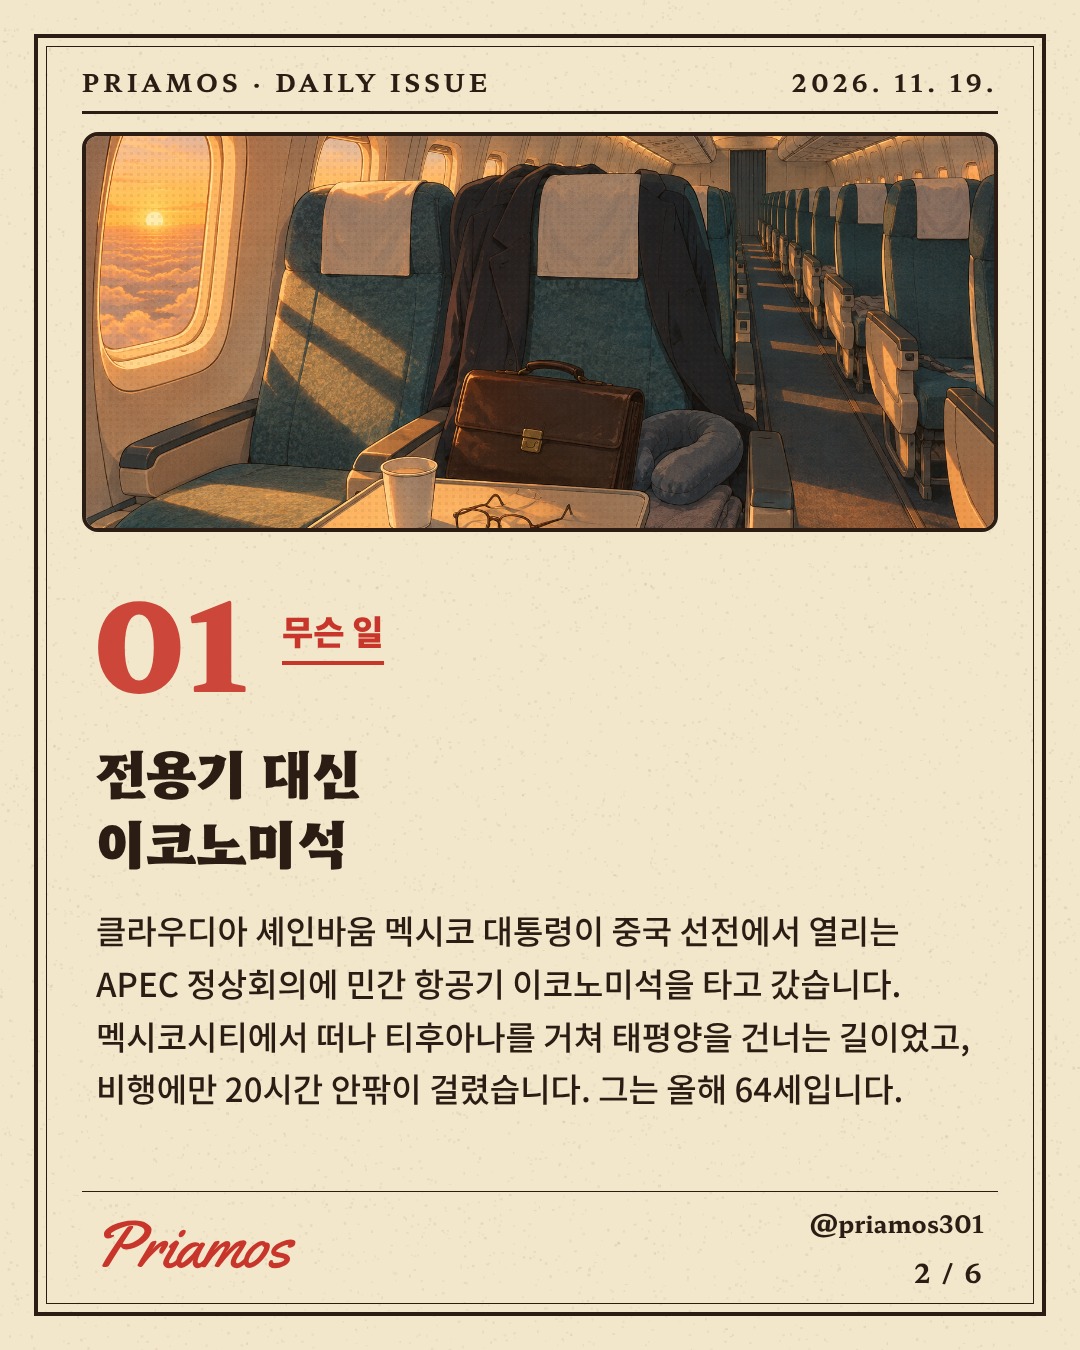 PRIAMOS · DAILY ISSUE
2026. 11. 19.
01
무슨 일
전용기 대신
이코노미석
클라우디아 셰인바움 멕시코 대통령이 중국 선전에서 열리는
APEC 정상회의에 민간 항공기 이코노미석을 타고 갔습니다.
멕시코시티에서 떠나 티후아나를 거쳐 태평양을 건너는 길이었고,
비행에만 20시간 안팎이 걸렸습니다. 그는 올해 64세입니다.
Priamos
@priamos301
2 / 6